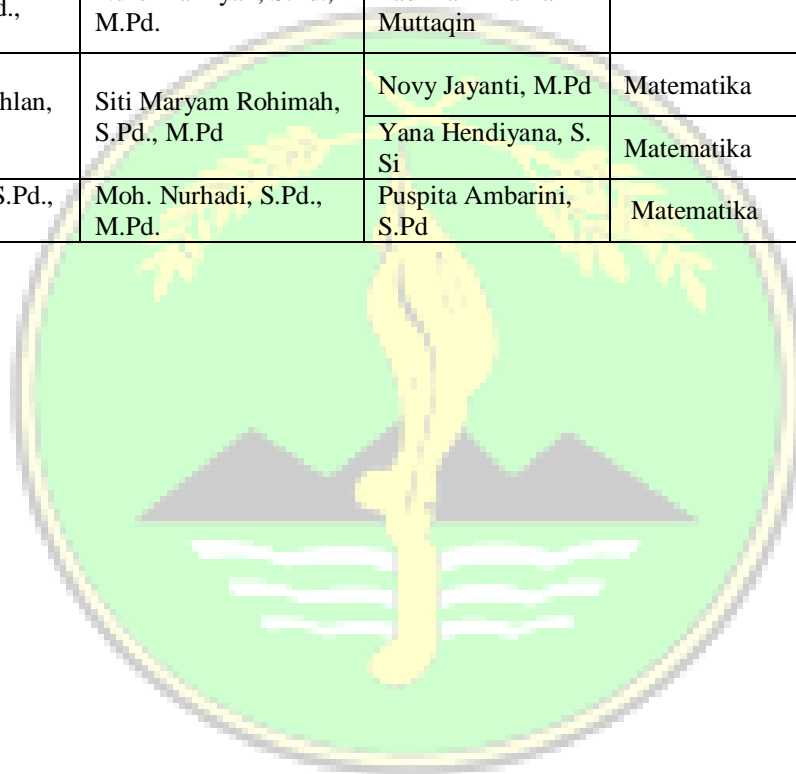 M.Pd.
Muttaqin
Siti Maryam Rohimah,
S.Pd., M.Pd
Novy Jayanti, M.Pd
Matematika
Yana Hendiyana, S.
Si
Matematika
S.Pd.,
Moh. Nurhadi, S.Pd.,
M.Pd.
Puspita Ambarini,
S.Pd
Matematika